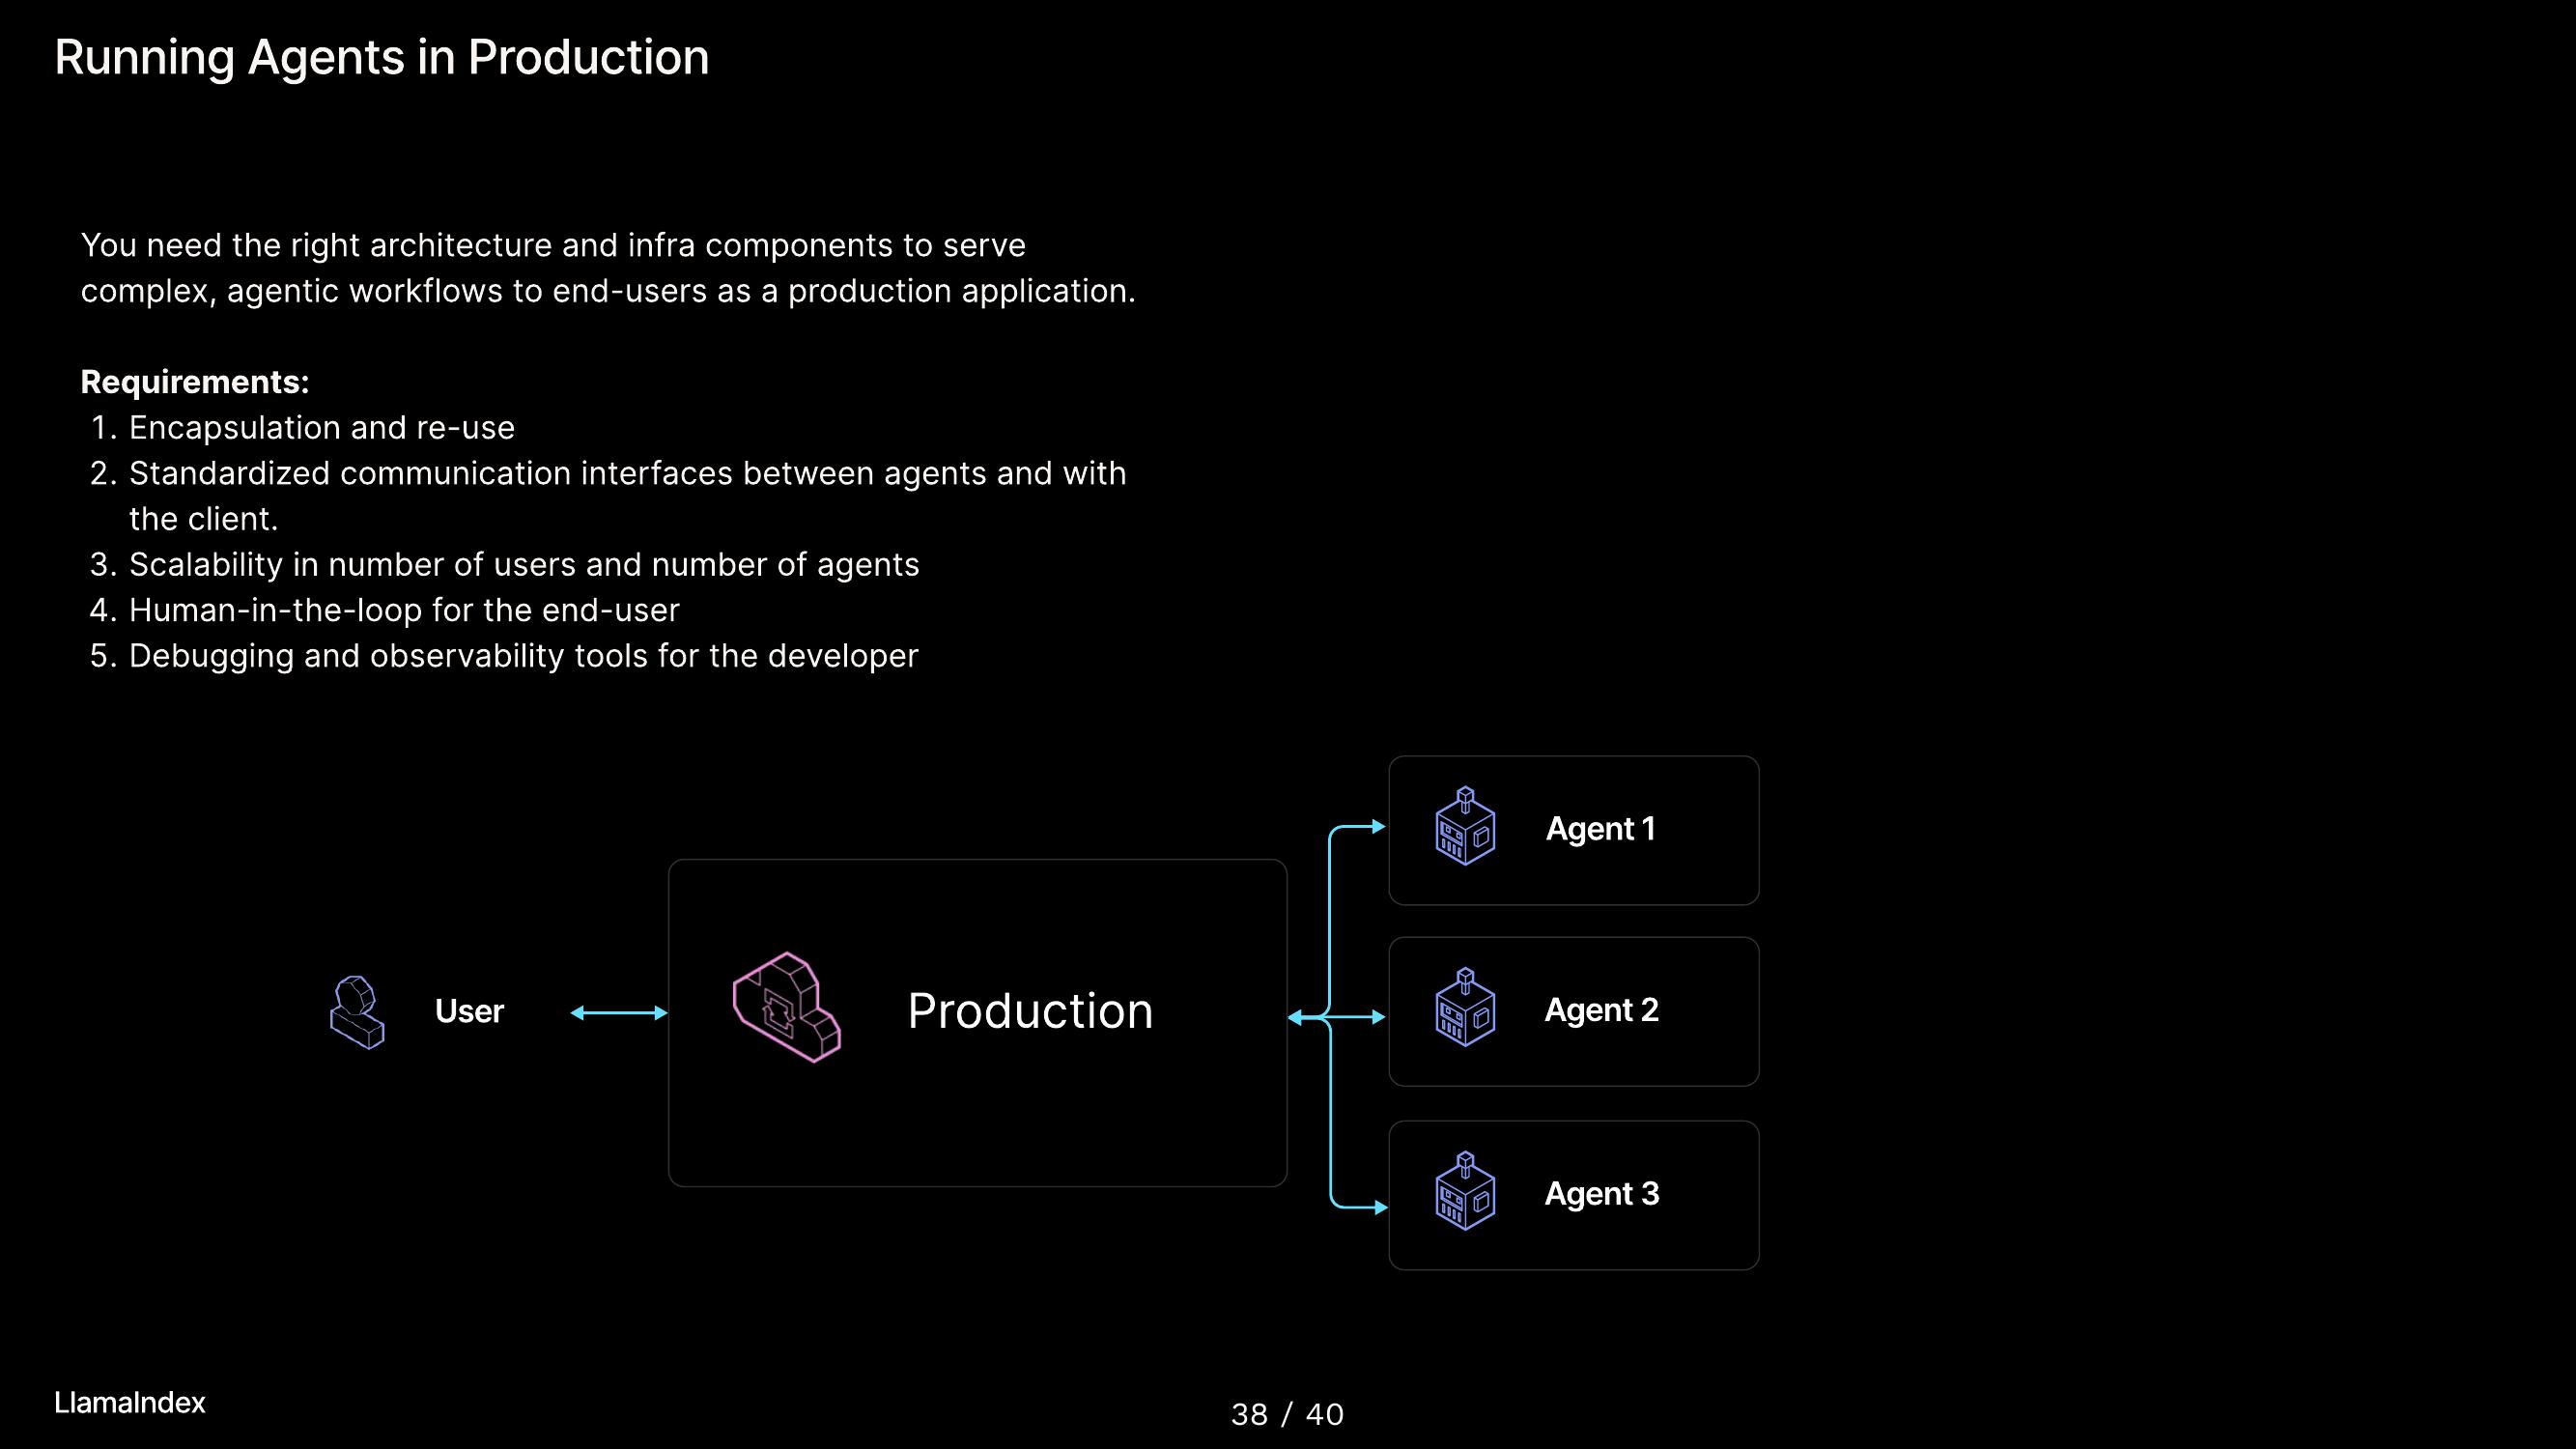 Running Agents in Production
You need the right architecture and infra components to serve
complex, agentic workflows to end-users as a production application.
Requirements:
1. Encapsulation and re-use
2. Standardized communication interfaces between agents and with
the client.
3. Scalability in number of users and number of agents
4. Human-in-the-loop for the end-user
5. Debugging and observability tools for the developer
User
Production
Agent 1
Agent 2
Agent 3
LlamaIndex
38 / 40